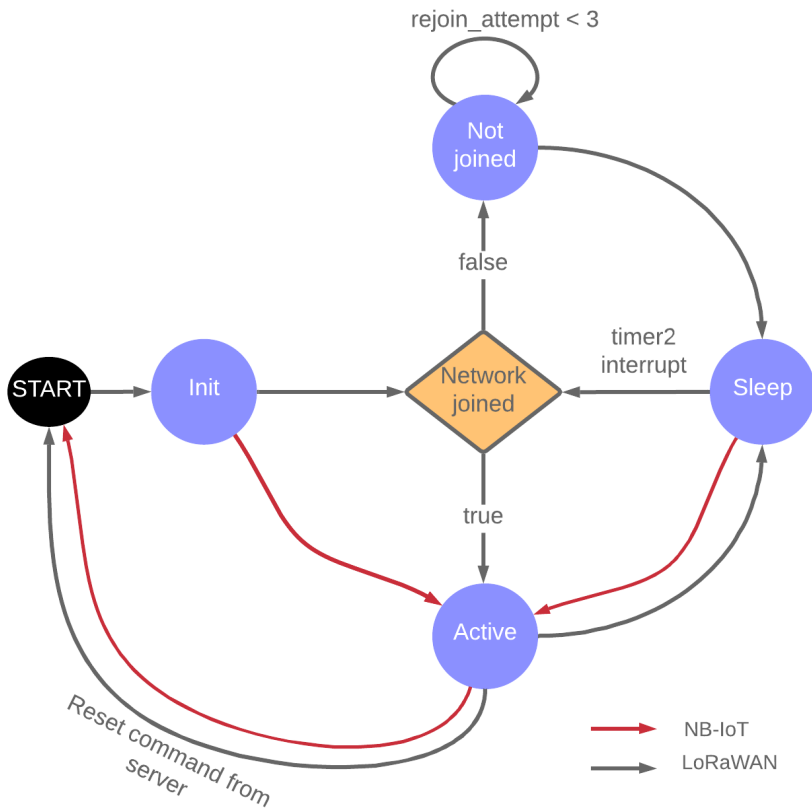 rejoin_attempt < 3
Not
joined
false
timer2
interrupt
START
Init
Network
joined
Sleep
true
Active
Reset command from
server
NB-IoT
LoRaWAN